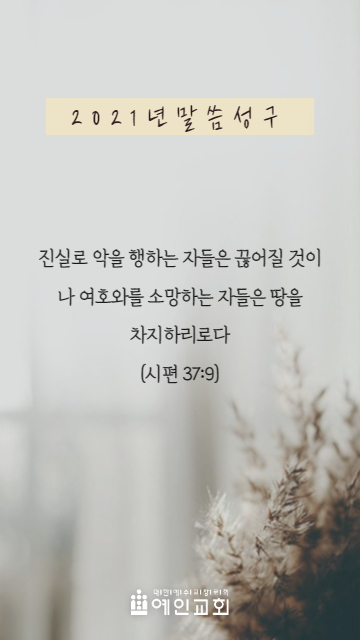 2021년말씀성구
진실로 악을 행하는 자들은 끊어질 것이
나 여호와를 소망하는 자들은 땅을
차지하리로다
(시편 37:9)
예인교회